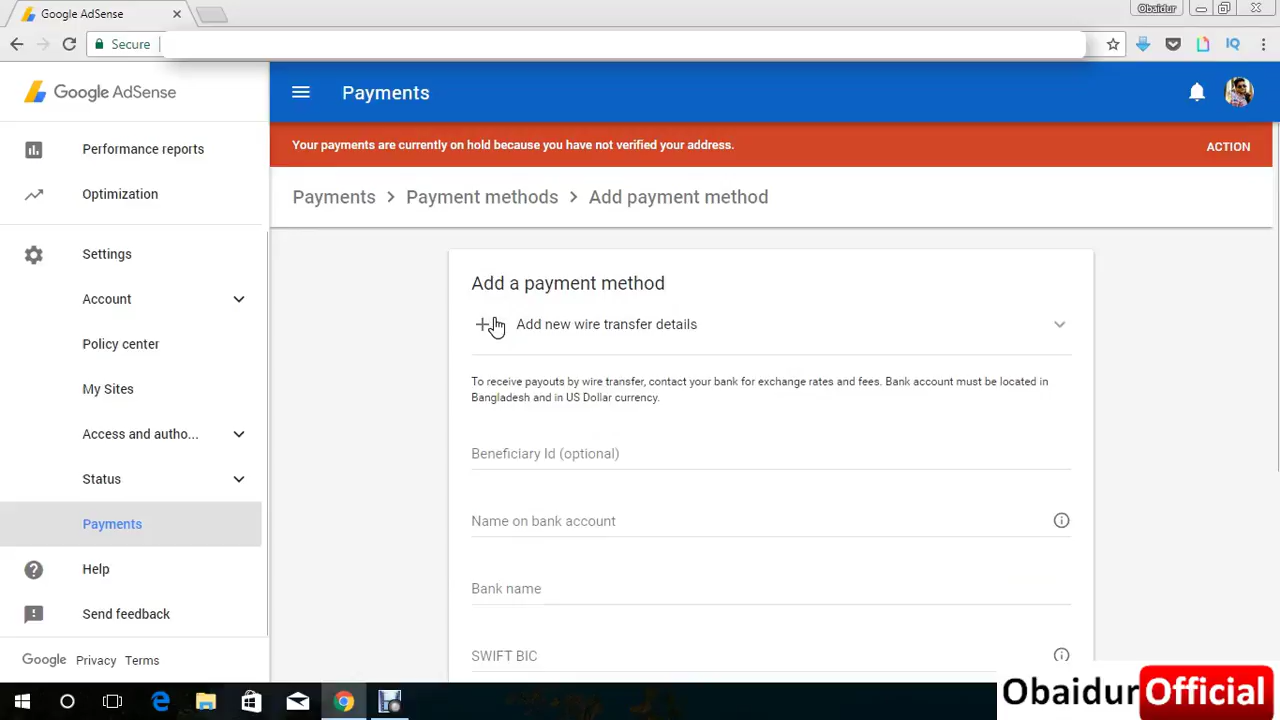 Google AdSense
Obaidur
Secure
IQ
Google AdSense
Payments
Your payments are currently on hold because you have not verified your address.
ACTION
Performance reports
Optimization
Settings
Account
Policy center
My Sites
Access and autho...
Status
Payments
Help
Send feedback
Google Privacy Terms
Payments > Payment methods > Add payment method
Add a payment method
Add new wire transfer details
To receive payouts by wire transfer, contact your bank for exchange rates and fees. Bank account must be located in
Bangladesh and in US Dollar currency.
Beneficiary Id (optional)
Name on bank account
Bank name
SWIFT BIC
Obaidur Official